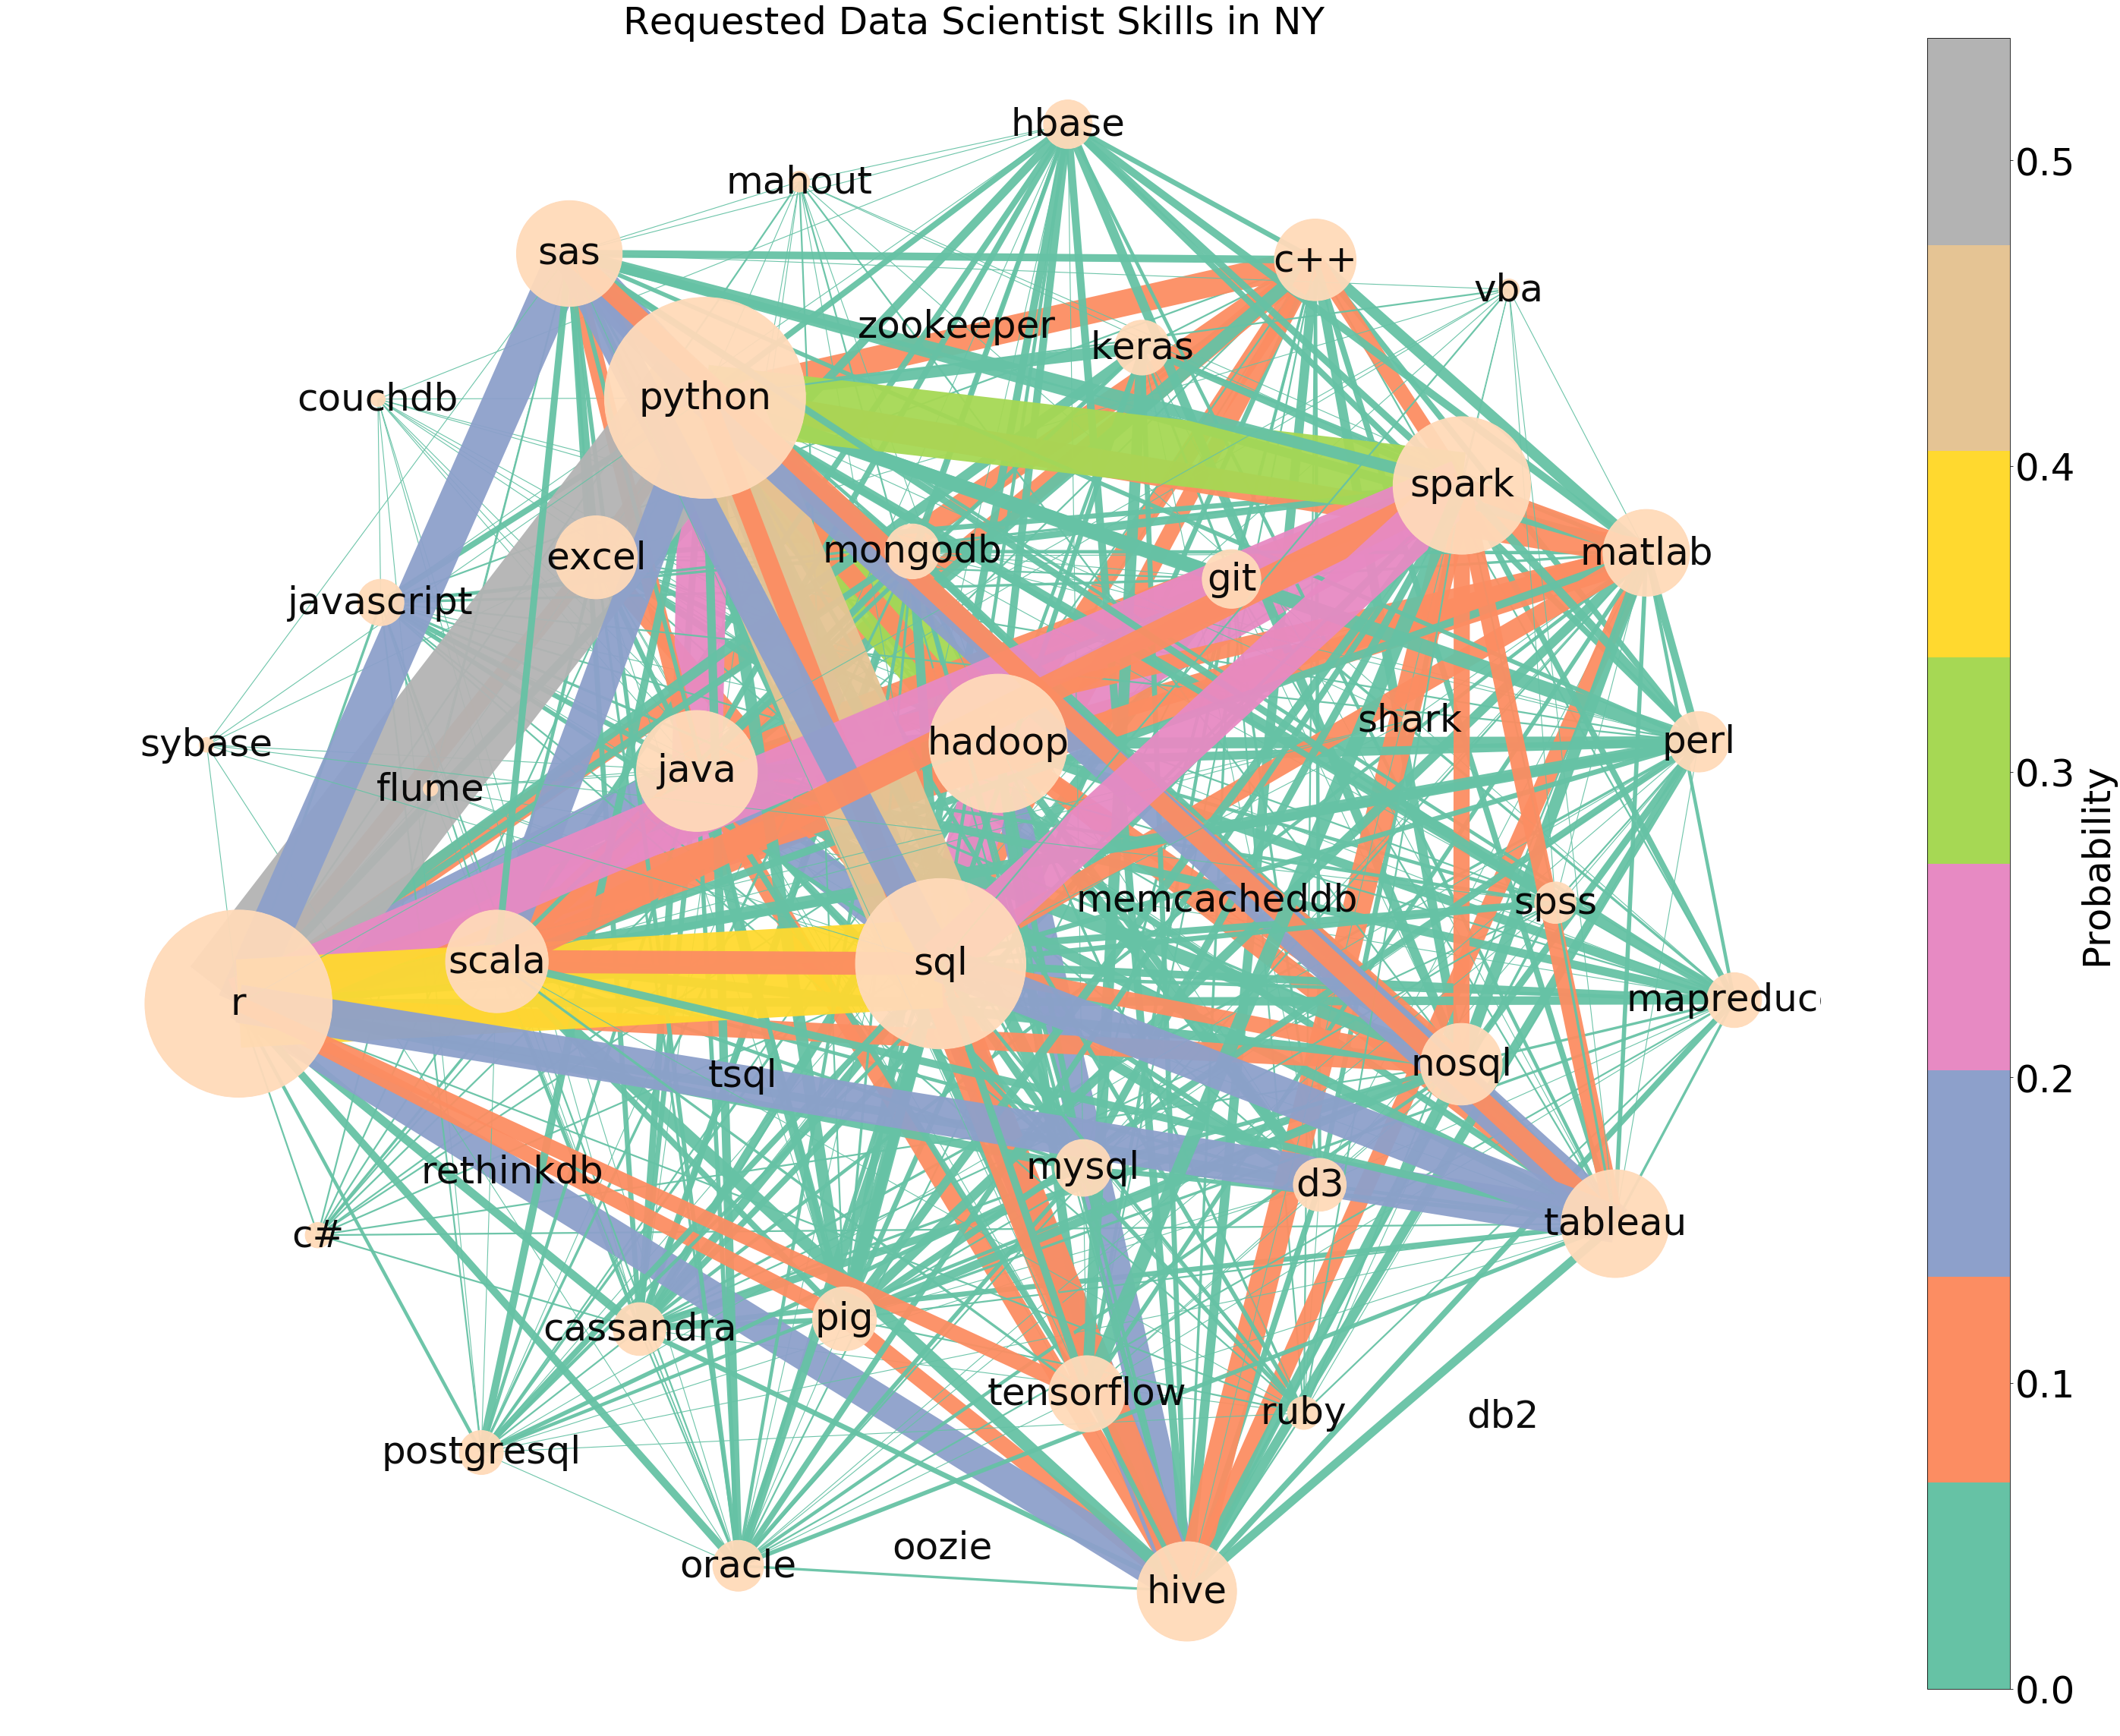 Requested Data Scientist Skills in NY
hbase
mahout
sas
c++
vba
zookeeper
keras
python
couchdb
spark
excel
mongodb
git
matlab
javascript
shark
perl
sybase
hadoop
java
flume
memcacheddb
spss
scala
sql
r
mapreduc
nosql
tsql
mysql
d3
rethinkdb
tableau
c#
cassandra
pig
tensorflow
ruby
db2
postgresql
oozie
oracle
hive
0.5
0.4
0.3
0.2
0.1
0.0
Probability